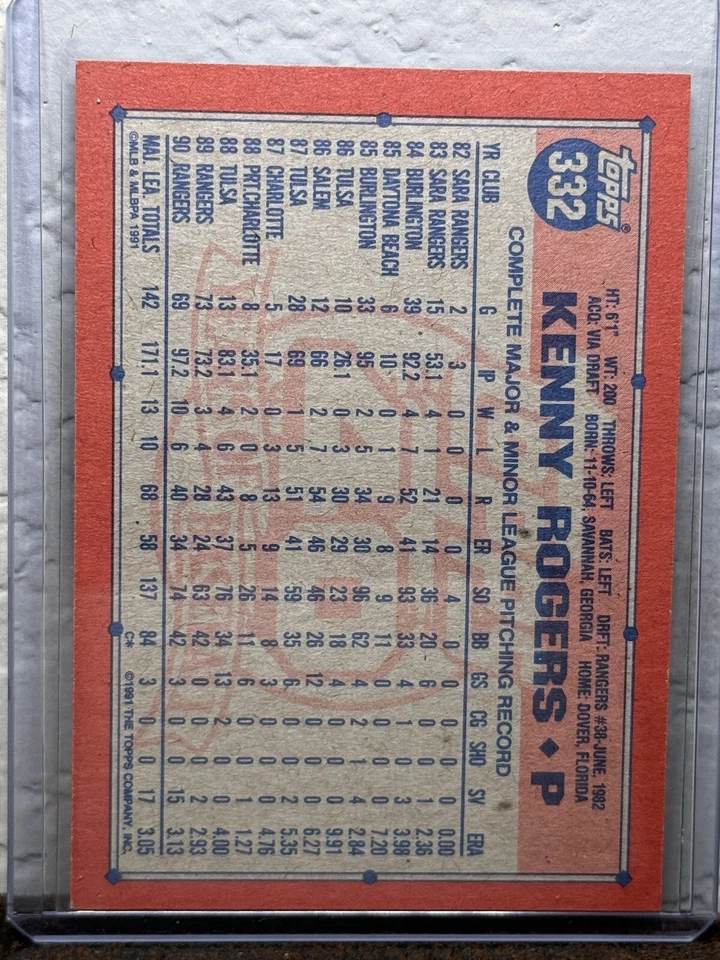 topps®
332
HT: 6'1" WT: 200 THROWS: LEFT BATS: LEFT DRFT: RANGERS #38-JUNE, 1982
ACQ: VIA DRAFT BORN: 11-10-64, SAVANNAH, GEORGIA HOME: DOVER, FLORIDA
KENNY ROGERS ♦ P
COMPLETE MAJOR & MINOR LEAGUE PITCHING RECORD
YR CLUB G IP W L R ER SO BB GS CG SHO SV ERA
82 SARA RANGERS 2 3 0 0 0 0 4 0 0 0 0 0 0.00
83 SARA RANGERS 15 53.1 4 1 21 14 36 20 6 0 0 1 2.36
84 BURLINGTON 39 92.2 4 7 52 41 93 33 4 1 0 3 3.98
85 DAYTONA BEACH 6 10 0 1 9 8 9 11 0 0 0 0 7.20
85 BURLINGTON 33 95 2 5 34 30 96 62 4 2 1 4 2.84
86 TULSA 10 26.1 0 3 30 29 23 18 4 0 0 0 9.91
86 SALEM 12 66 2 7 54 46 46 26 12 0 0 0 6.27
87 TULSA 28 69 1 5 51 41 59 35 6 0 0 2 5.35
87 CHARLOTTE 5 17 0 3 13 9 14 8 3 0 0 0 4.76
88 PRT.CHARLOTTE 8 35.1 2 0 8 5 26 11 6 0 0 1 1.27
88 TULSA 13 83.1 4 6 43 37 76 34 13 2 0 0 4.00
89 RANGERS 73 73.2 3 4 28 24 63 42 0 0 0 2 2.93
90 RANGERS 69 97.2 10 6 40 34 74 42 3 0 0 15 3.13
MAJ. LEA. TOTALS 142 171.1 13 10 68 58 137 84 3 0 0 17 3.05
©MLB & MLBPA 1991 C* ©1991 THE TOPPS COMPANY, INC.